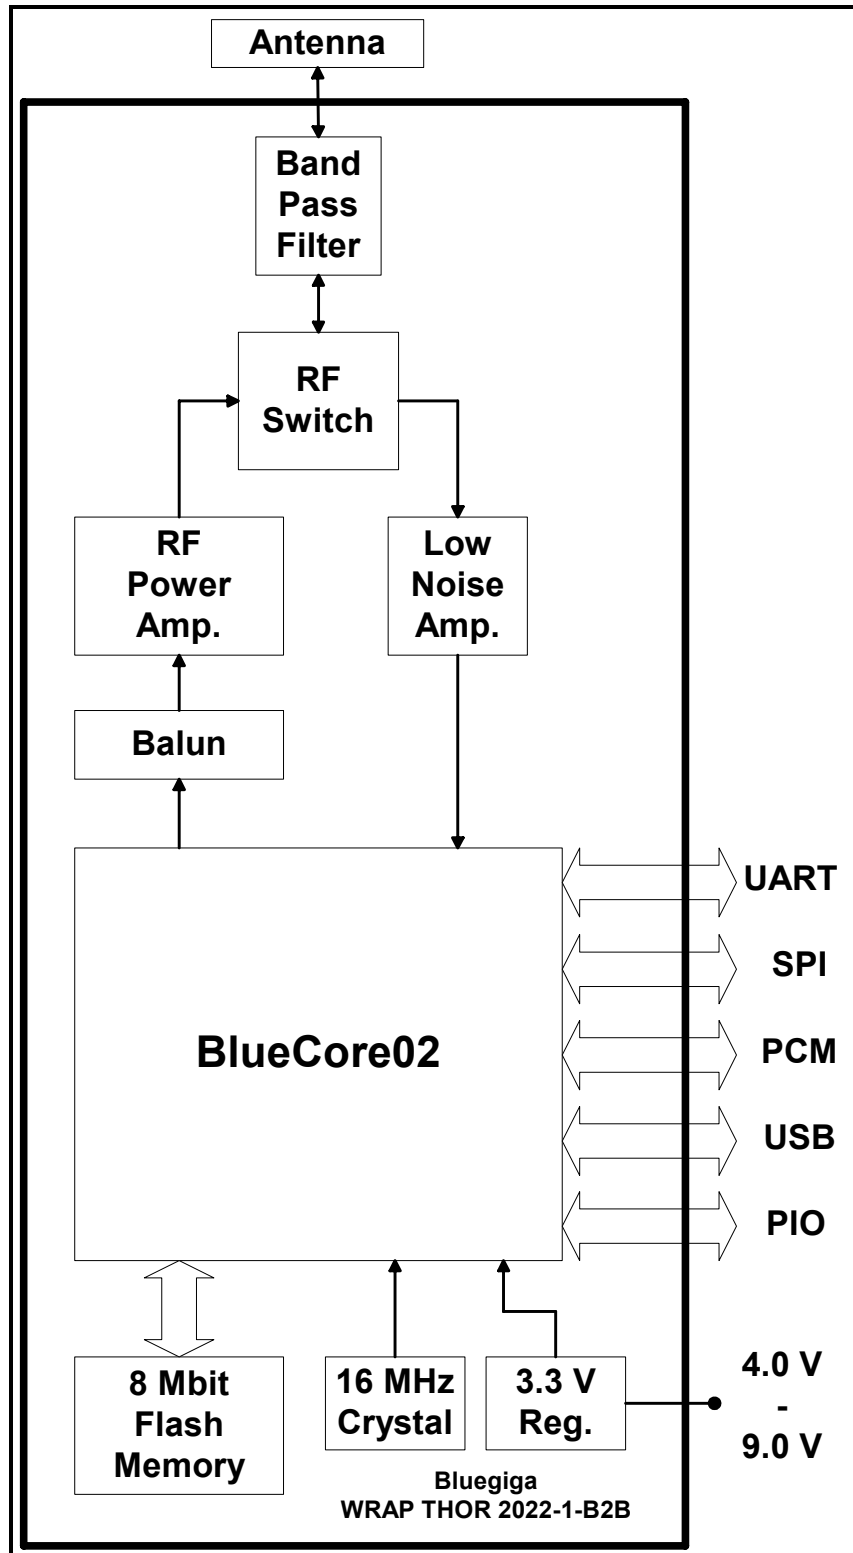 Antenna
Band
Pass
Filter
RF
Switch
RF
Power
Amp.
Low
Noise
Amp.
Balun
BlueCore02
UART
SPI
PCM
USB
PIO
8 Mbit
Flash
Memory
16 MHz
Crystal
3.3 V
Reg.
4.0 V
-
9.0 V
Bluegiga
WRAP THOR 2022-1-B2B